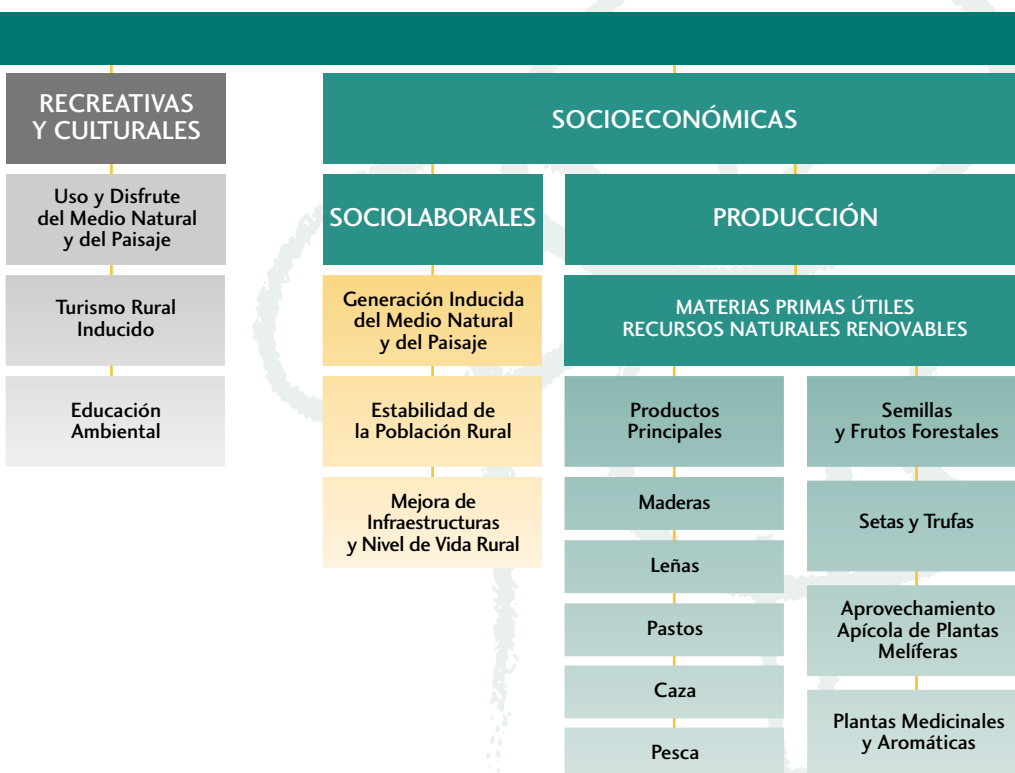 RECREATIVAS
Y CULTURALES
Uso y Disfrute
del Medio Natural
y del Paisaje
Turismo Rural
Inducido
Educación
Ambiental
SOCIOECONÓMICAS
SOCIOLABORALES
Generación Inducida
del Medio Natural
y del Paisaje
Estabilidad de
la Población Rural
Mejora de
Infraestructuras
y Nivel de Vida Rural
PRODUCCIÓN
MATERIAS PRIMAS ÚTILES
RECURSOS NATURALES RENOVABLES
Productos
Principales
Maderas
Leñas
Pastos
Caza
Pesca
Semillas
y Frutos Forestales
Setas y Trufas
Aprovechamiento
Apícola de Plantas
Melíferas
Plantas Medicinales
y Aromáticas